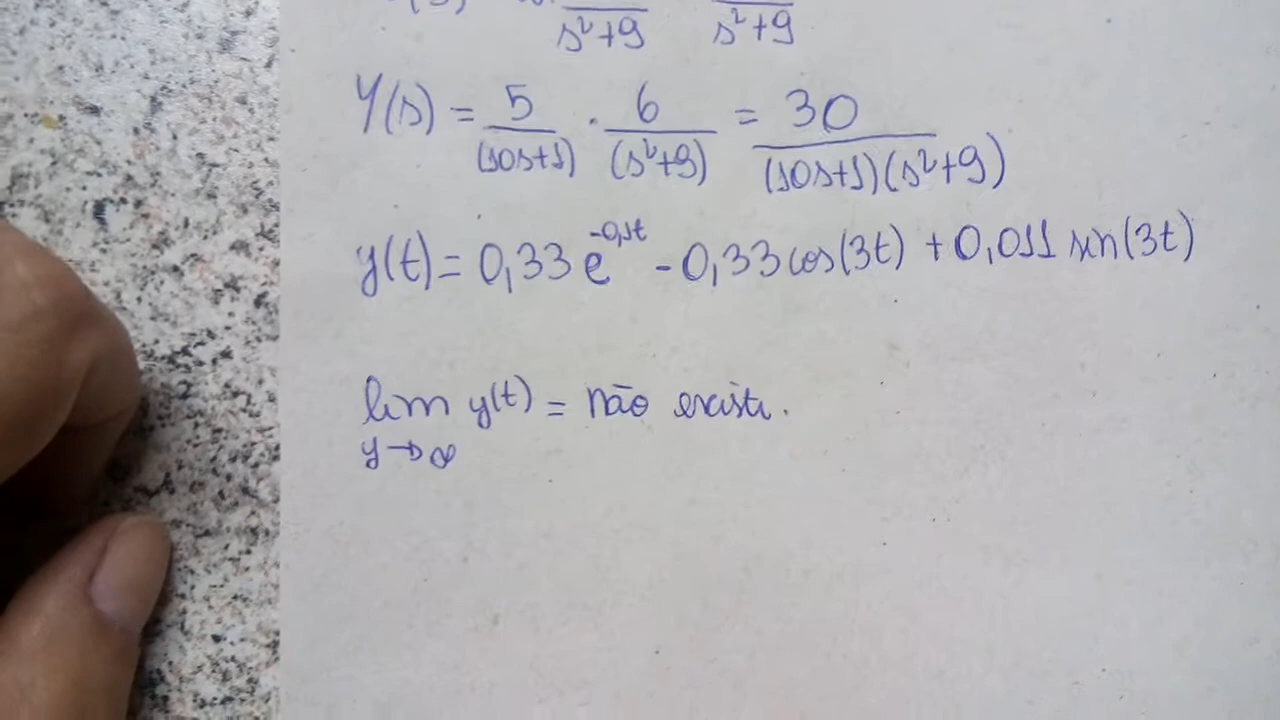 s²+9 s²+9
Y(s) = 5/(10s+1) · 6/(s²+9) = 30/(10s+1)(s²+9)
y(t) = 0,33 e^-0,1t - 0,33 cos(3t) + 0,011 sen(3t)
lim y(t) = não existe.
y→∞